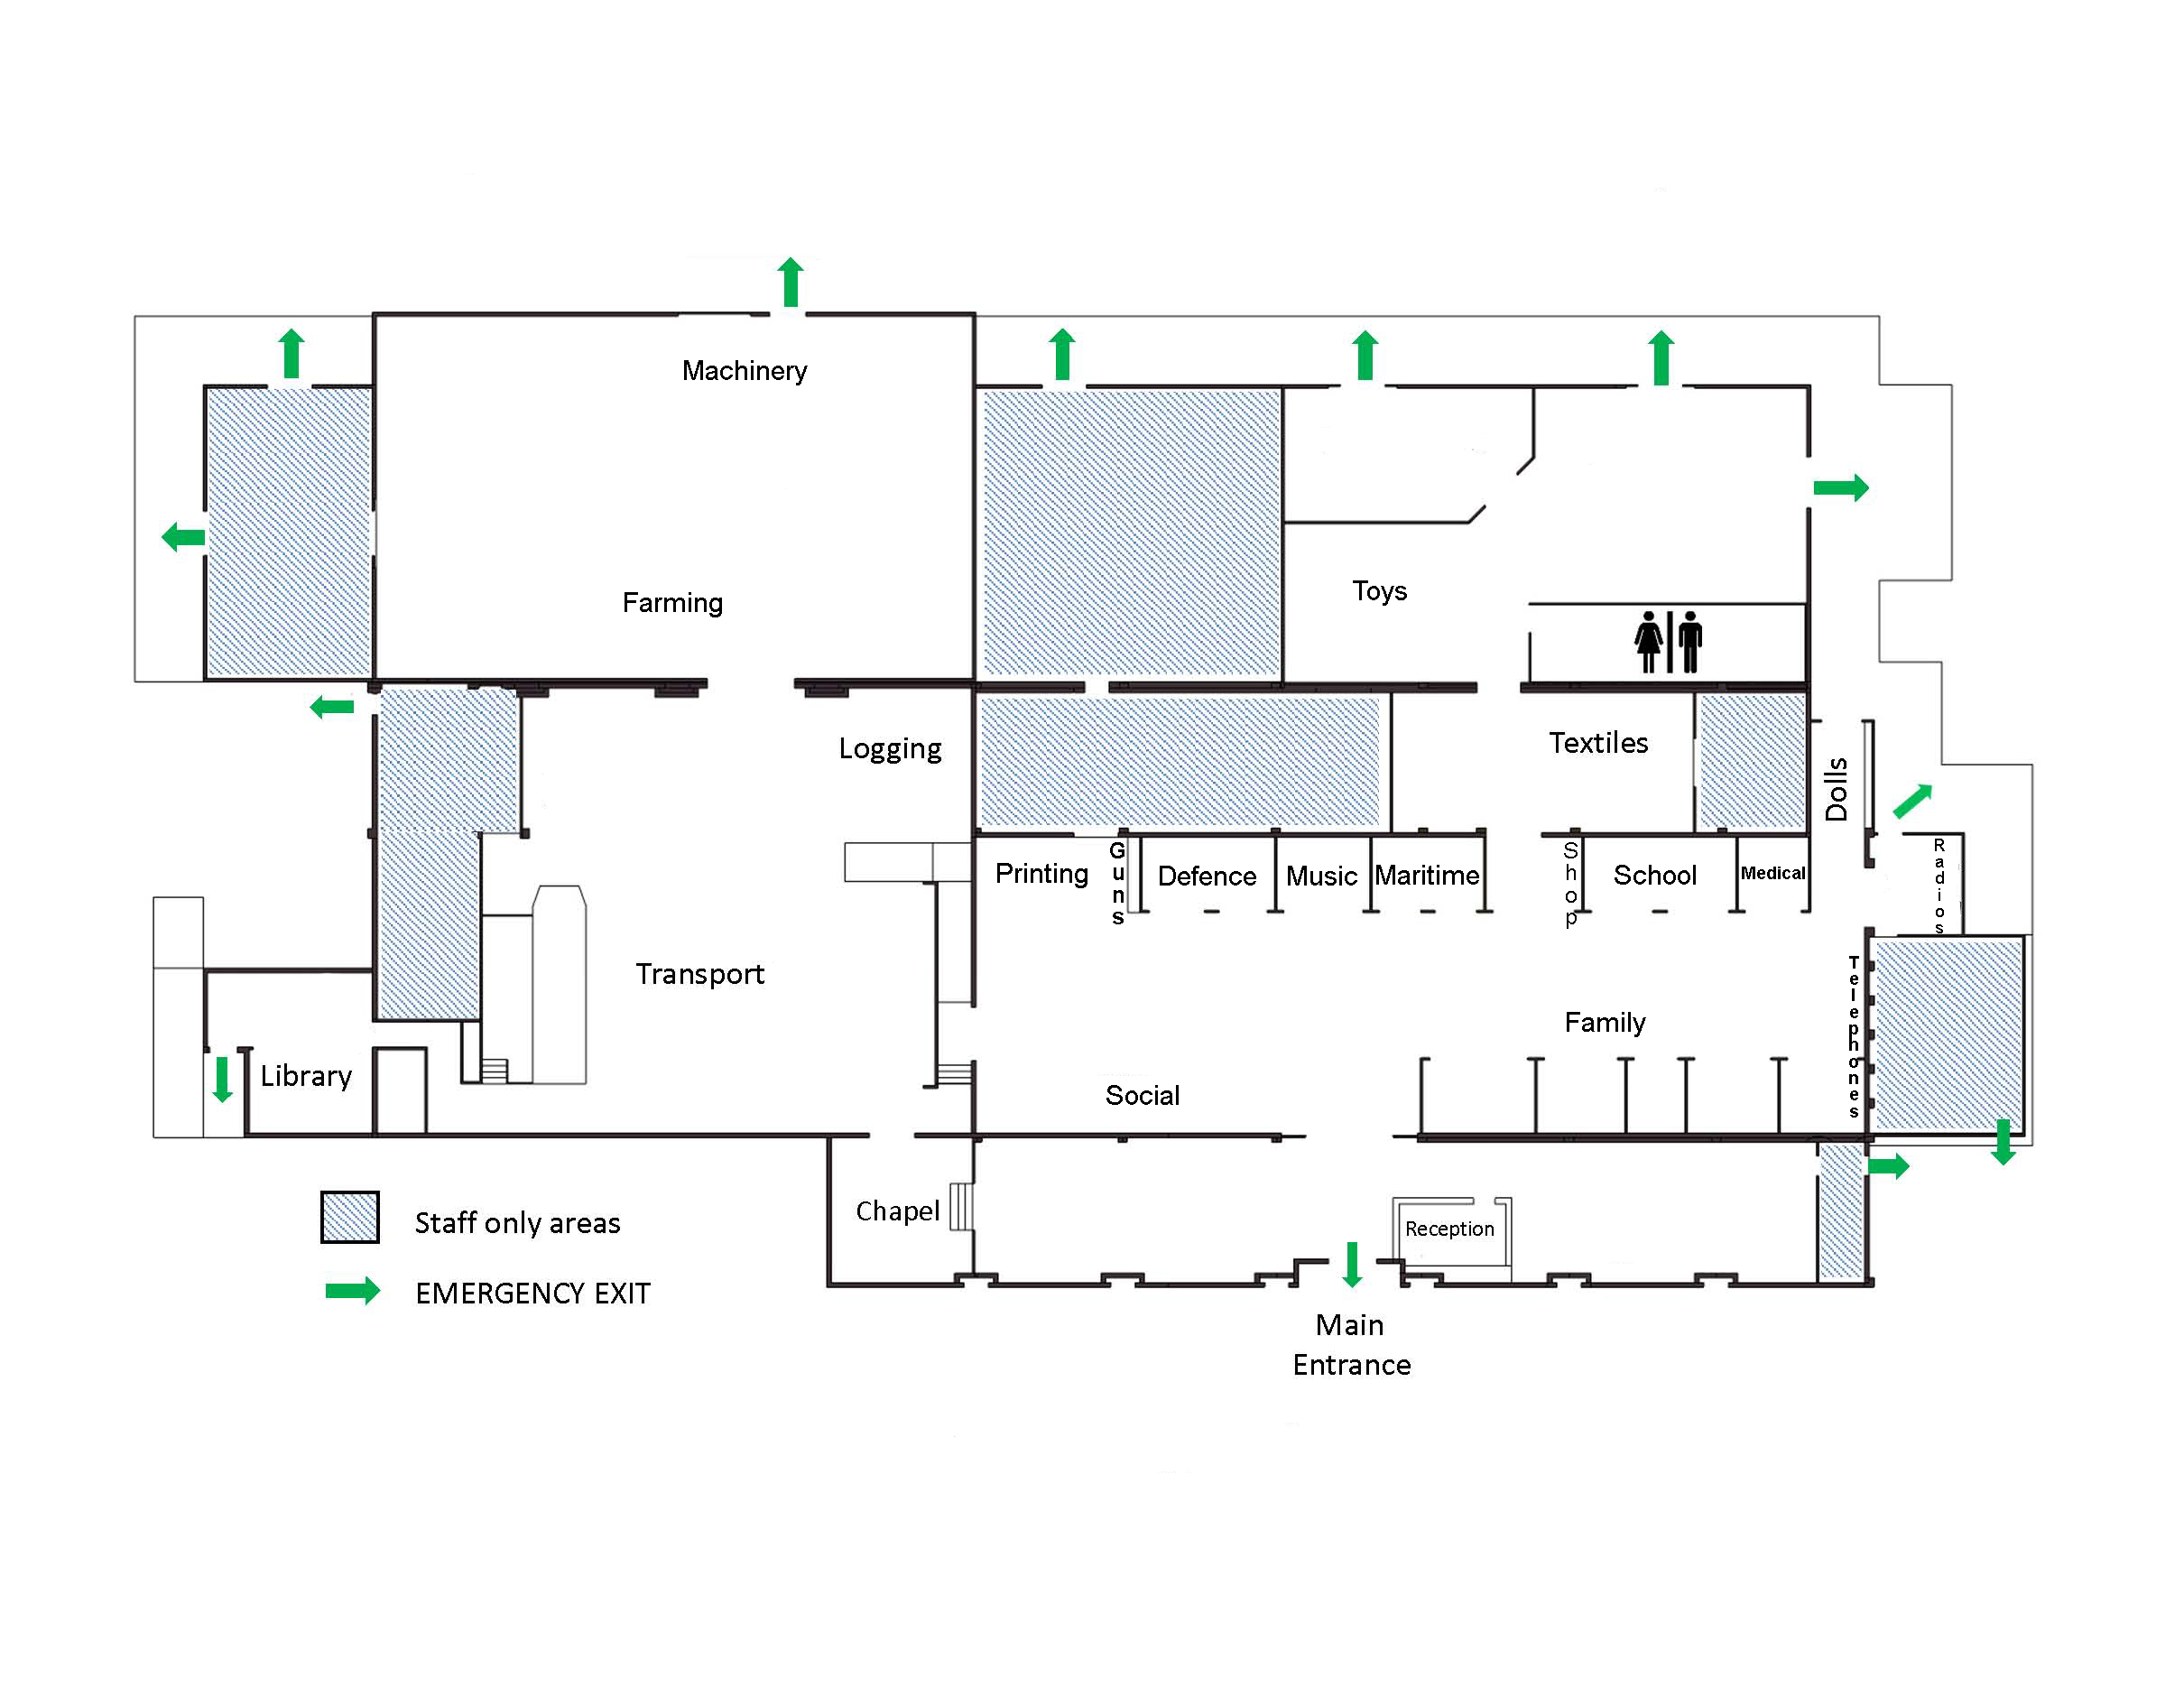 Machinery
Farming
Toys
Logging
Textiles
Dolls
Printing
Guns
Defence
Music
Maritime
Shop
School
Medical
Radios
Transport
Telephones
Family
Library
Social
Chapel
Reception
Staff only areas
EMERGENCY EXIT
Main
Entrance